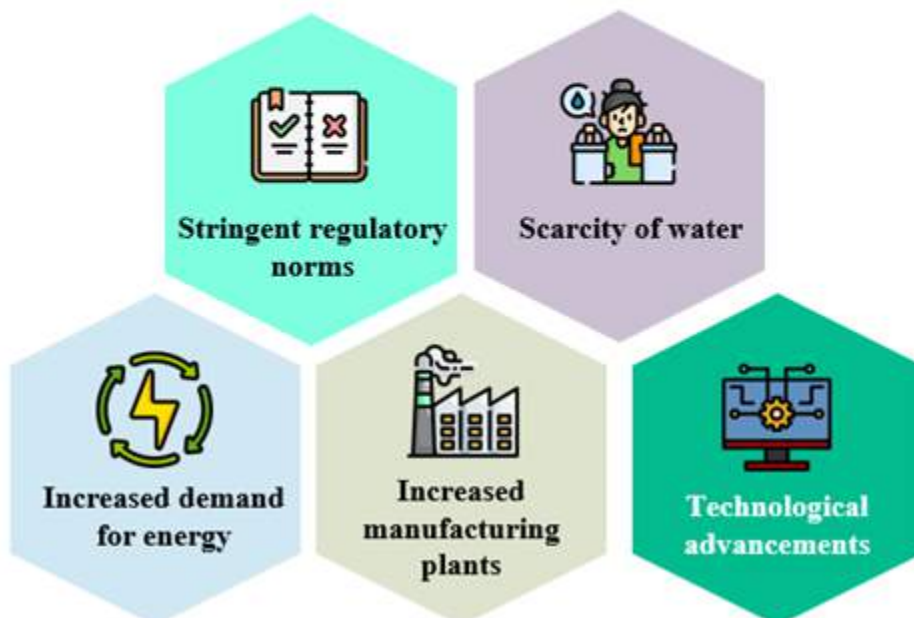 Stringent regulatory
norms
Scarcity of water
Increased demand
for energy
Increased
manufacturing
plants
Technological
advancements